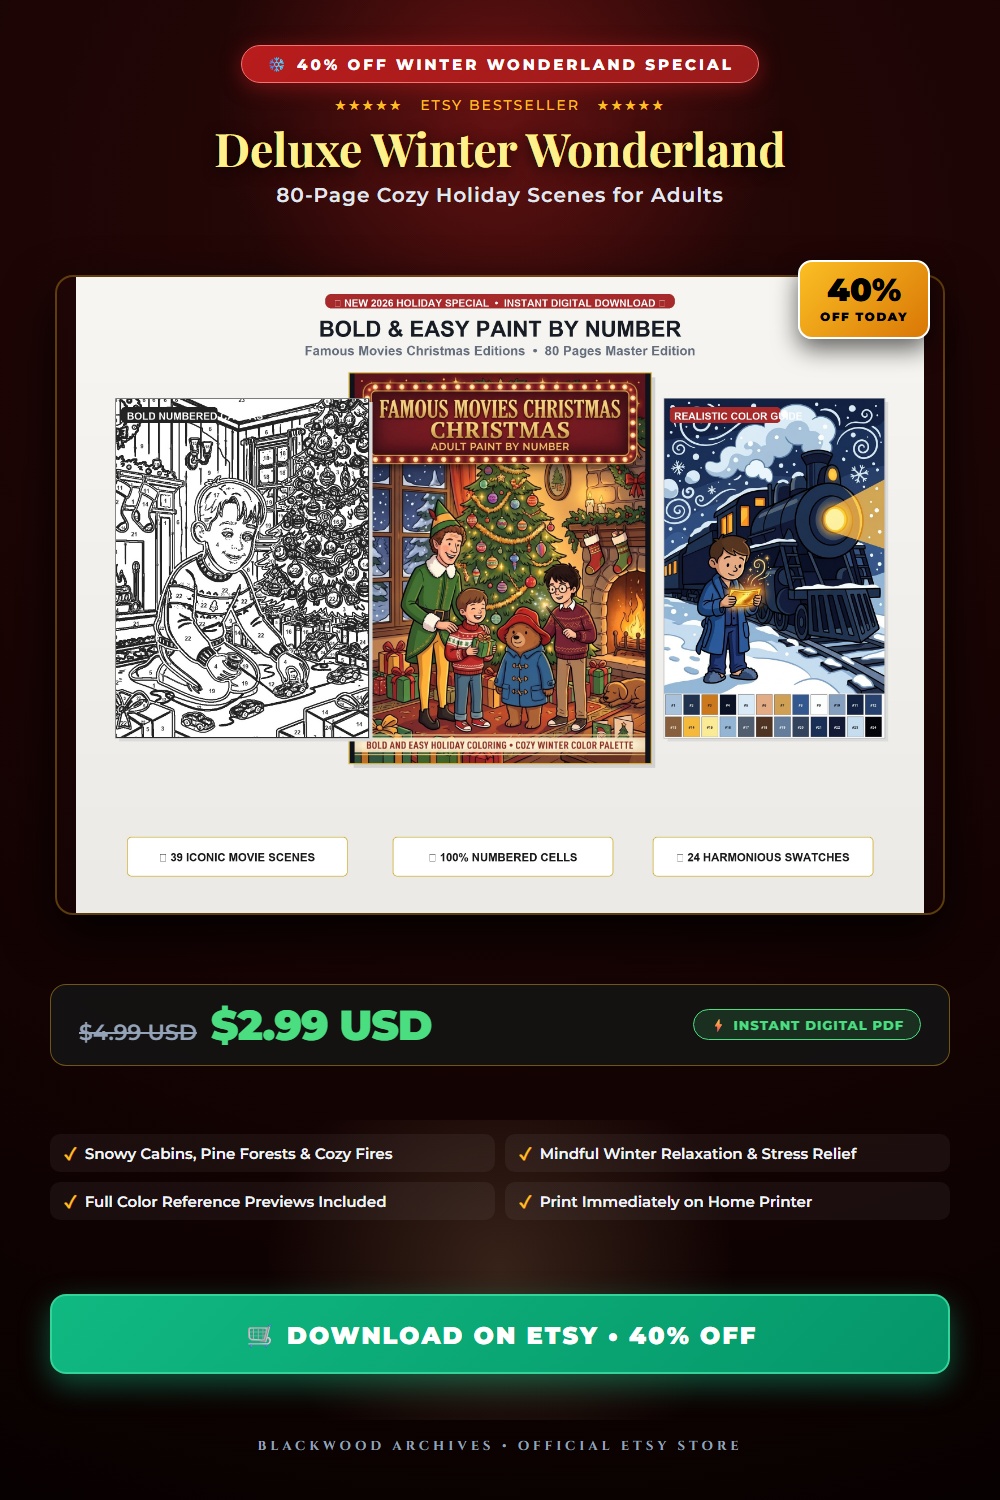 40% OFF WINTER WONDERLAND SPECIAL
★★★★★ ETSY BESTSELLER ★★★★★
Deluxe Winter Wonderland
80-Page Cozy Holiday Scenes for Adults
40%
OFF TODAY
NEW 2026 HOLIDAY SPECIAL • INSTANT DIGITAL DOWNLOAD
BOLD & EASY PAINT BY NUMBER
Famous Movies Christmas Editions • 80 Pages Master Edition
BOLD NUMBERED
FAMOUS MOVIES CHRISTMAS
CHRISTMAS
ADULT PAINT BY NUMBER
REALISTIC COLOR GUIDE
BOLD AND EASY HOLIDAY COLORING • COZY WINTER COLOR PALETTE
39 ICONIC MOVIE SCENES
100% NUMBERED CELLS
24 HARMONIOUS SWATCHES
$4.99 USD $2.99 USD
INSTANT DIGITAL PDF
✓ Snowy Cabins, Pine Forests & Cozy Fires
✓ Mindful Winter Relaxation & Stress Relief
✓ Full Color Reference Previews Included
✓ Print Immediately on Home Printer
DOWNLOAD ON ETSY • 40% OFF
BLACKWOOD ARCHIVES • OFFICIAL ETSY STORE